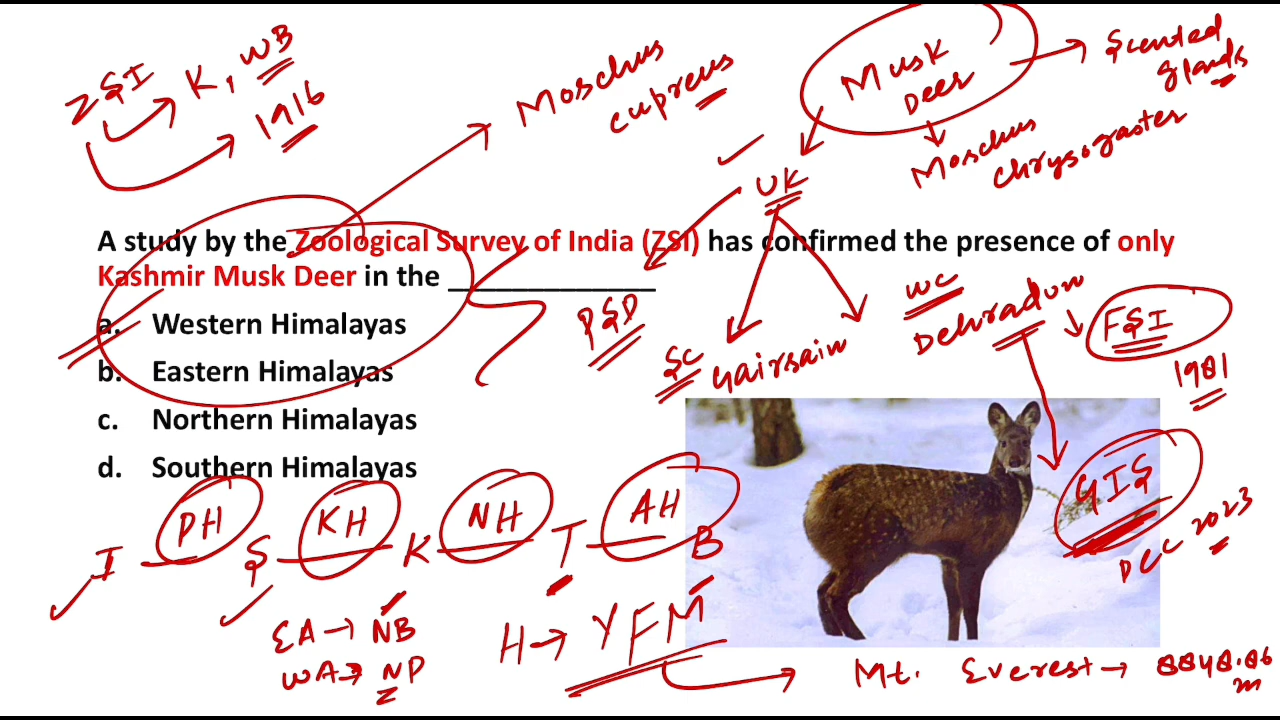 ZSI → K, WB
→ 1916
Moschus
cupreus
Musk
Deer
→ Scented
glands
Moschus
chrysogaster
UK
A study by the Zoological Survey of India (ZSI) has confirmed the presence of only
Kashmir Musk Deer in the _______________
a. Western Himalayas
b. Eastern Himalayas
c. Northern Himalayas
d. Southern Himalayas
PSD
SC
Gairsain
WC
Dehradun
FSI
1981
GIS
DEC 2023
I PH S KH K NH T AH B
EA → NB
WA → NP
H → YFM
Mt. Everest → 8848.86
m